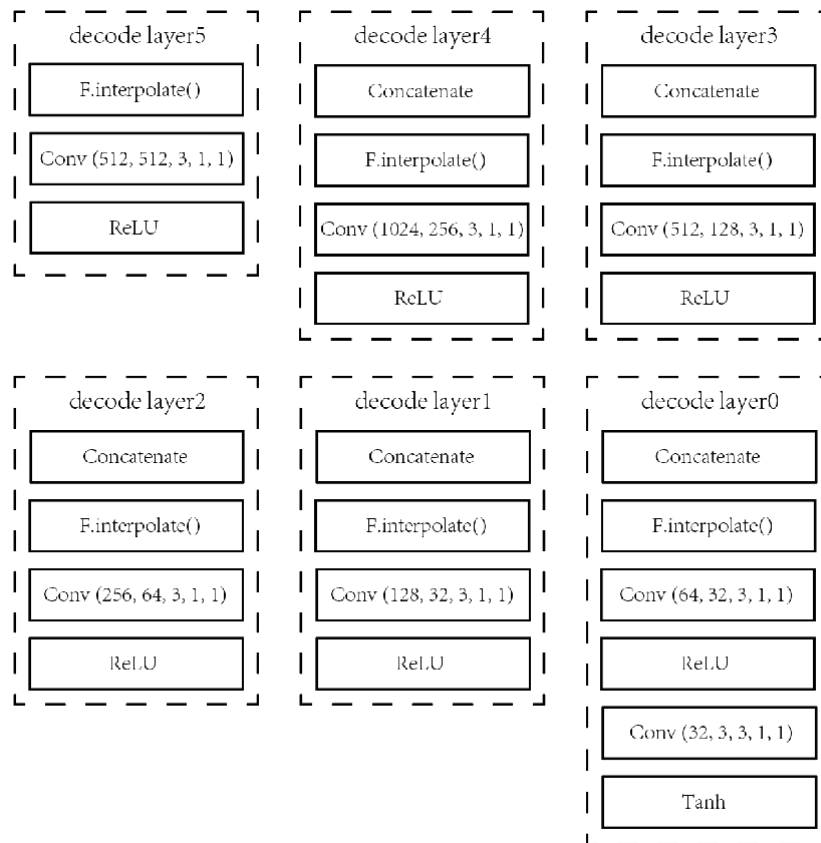 decode layer5
F.interpolate()
Conv (512, 512, 3, 1, 1)
ReLU
decode layer4
Concatenate
F.interpolate()
Conv (1024, 256, 3, 1, 1)
ReLU
decode layer3
Concatenate
F.interpolate()
Conv (512, 128, 3, 1, 1)
ReLU
decode layer2
Concatenate
F.interpolate()
Conv (256, 64, 3, 1, 1)
ReLU
decode layer1
Concatenate
F.interpolate()
Conv (128, 32, 3, 1, 1)
ReLU
decode layer0
Concatenate
F.interpolate()
Conv (64, 32, 3, 1, 1)
ReLU
Conv (32, 3, 3, 1, 1)
Tanh